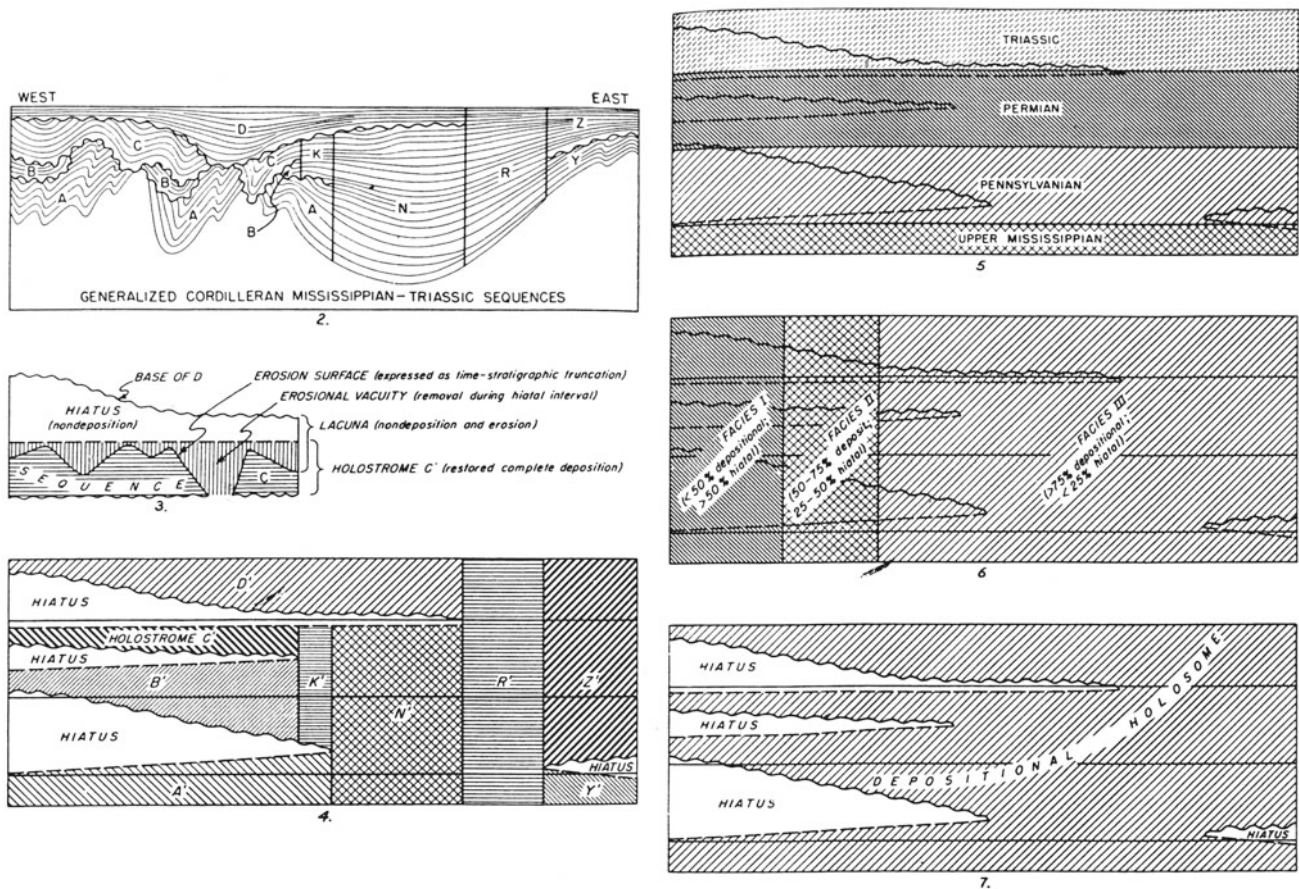 WEST
EAST
D
Z
C
K
C
Y
B
R
B
A
A
A
N
B
GENERALIZED CORDILLERAN MISSISSIPPIAN–TRIASSIC SEQUENCES
2.
BASE OF D
EROSION SURFACE (expressed as time-stratigraphic truncation)
EROSIONAL VACUITY (removal during hiatal interval)
HIATUS
(nondeposition)
LACUNA (nondeposition and erosion)
HOLOSTROME C' (restored complete deposition)
SEQUENCE C
3.
D'
HIATUS
HOLOSTROME C'
HIATUS
B'
K'
R'
Z'
N'
HIATUS
HIATUS
A'
Y'
4.
TRIASSIC
PERMIAN
PENNSYLVANIAN
UPPER MISSISSIPPIAN
5
FACIES I
(<50% depositional;
>50% hiatal)
FACIES II
(50-75% deposit.;
25-50% hiatal)
FACIES III
(>75% depositional;
<25% hiatal)
6
HIATUS
HIATUS
DEPOSITIONAL HOLOSOME
HIATUS
HIATUS
7.